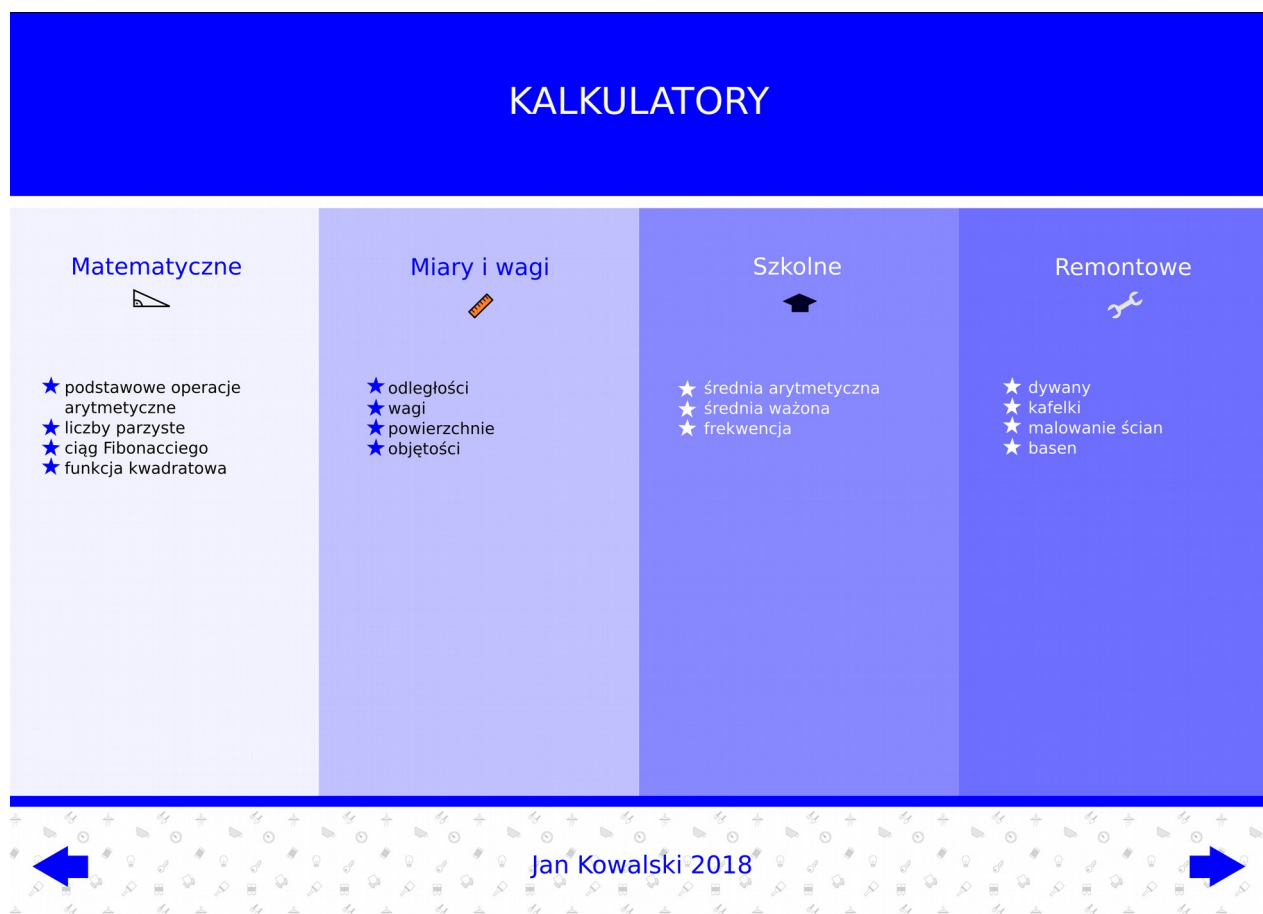 KALKULATORY
Matematyczne
podstawowe operacje
arytmetyczne
liczby parzyste
ciąg Fibonacciego
funkcja kwadratowa
Miary i wagi
odległości
wagi
powierzchnie
objętości
Szkolne
średnia arytmetyczna
średnia ważona
frekwencja
Remontowe
dywany
kafelki
malowanie ścian
basen
Jan Kowalski 2018